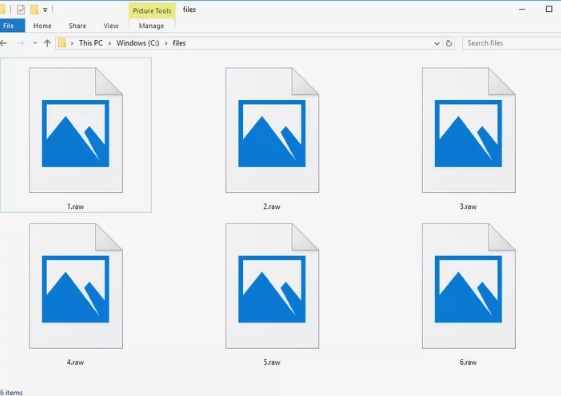 Picture Tools files
File Home Share View Manage
This PC Windows (C:) files Search files
1.raw 2.raw 3.raw
4.raw 5.raw 6.raw
6 items